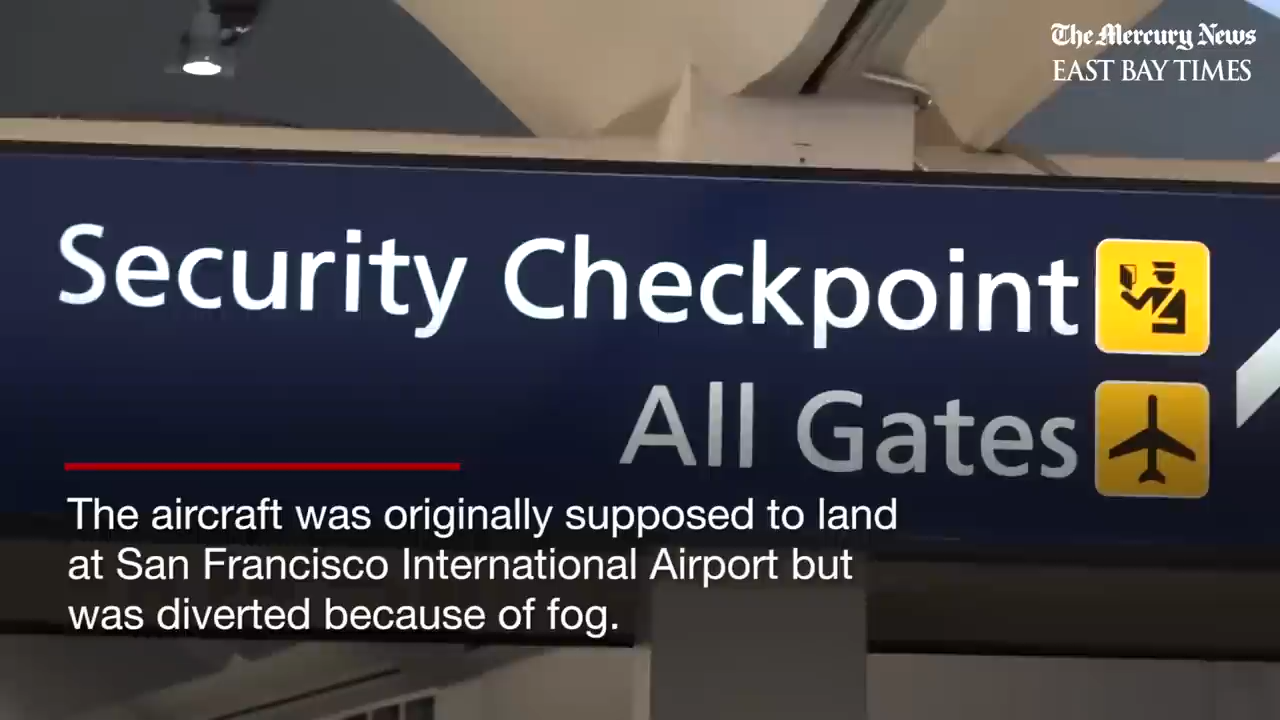 The Mercury News
EAST BAY TIMES
Security Checkpoint
All Gates
The aircraft was originally supposed to land
at San Francisco International Airport but
was diverted because of fog.